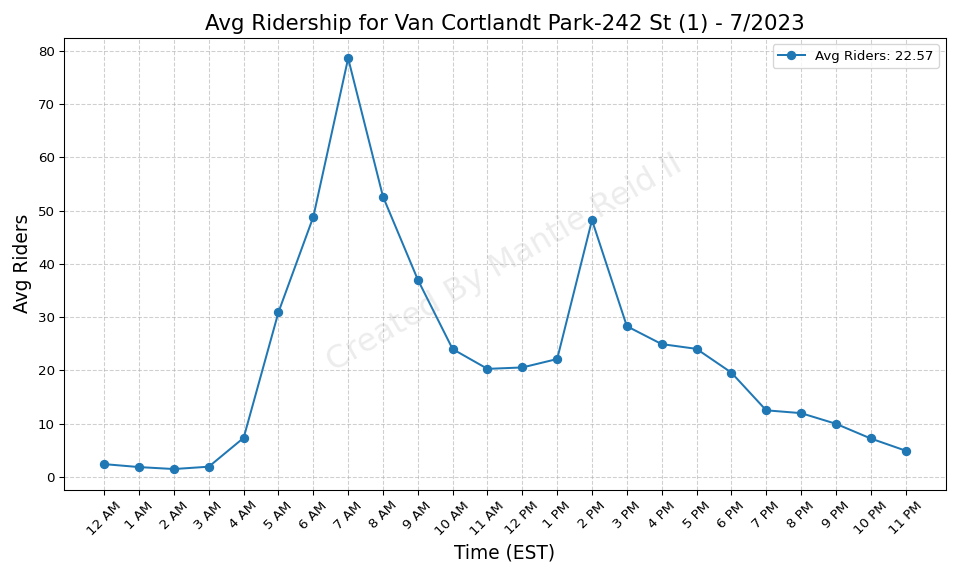 Avg Ridership for Van Cortlandt Park-242 St (1) - 7/2023
Avg Riders: 22.57
80
70
60
50
40
30
20
10
0
Avg Riders
Created By Mantie Reid II
12 AM
1 AM
2 AM
3 AM
4 AM
5 AM
6 AM
7 AM
8 AM
9 AM
10 AM
11 AM
12 PM
1 PM
2 PM
3 PM
4 PM
5 PM
6 PM
7 PM
8 PM
9 PM
10 PM
11 PM
Time (EST)